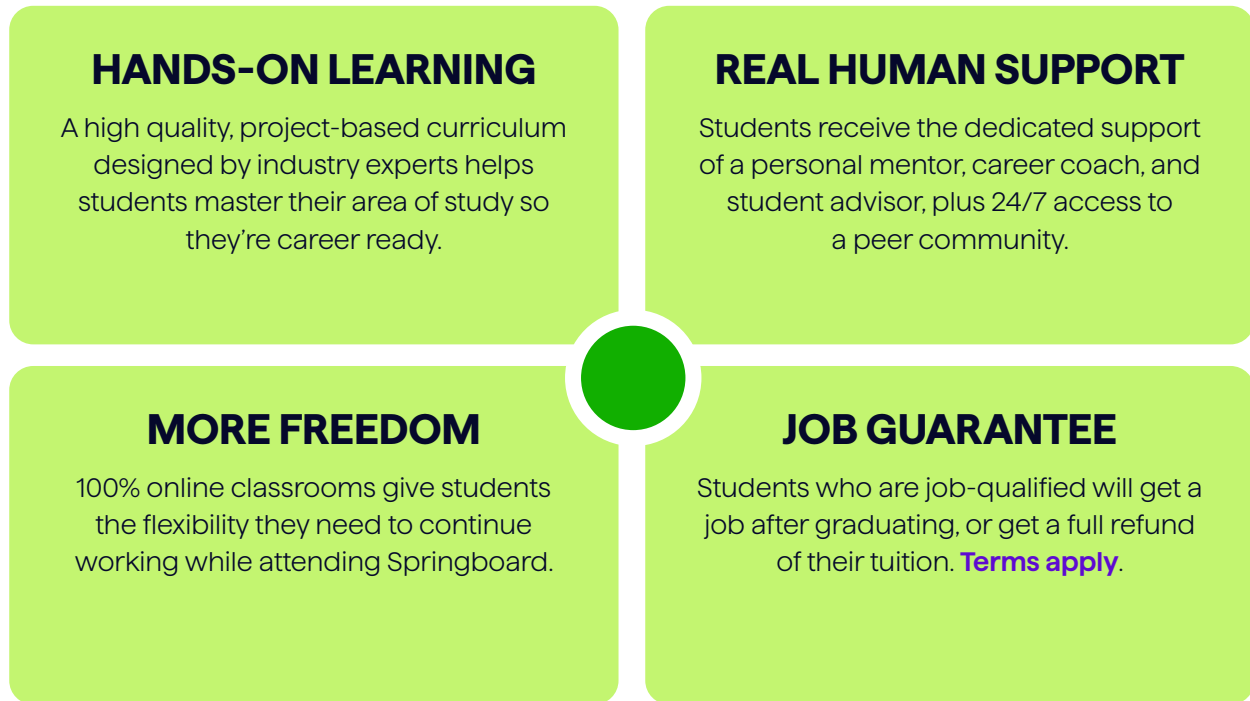 HANDS-ON LEARNING
A high quality, project-based curriculum
designed by industry experts helps
students master their area of study so
they're career ready.
REAL HUMAN SUPPORT
Students receive the dedicated support
of a personal mentor, career coach, and
student advisor, plus 24/7 access to
a peer community.
MORE FREEDOM
100% online classrooms give students
the flexibility they need to continue
working while attending Springboard.
JOB GUARANTEE
Students who are job-qualified will get a
job after graduating, or get a full refund
of their tuition. Terms apply.